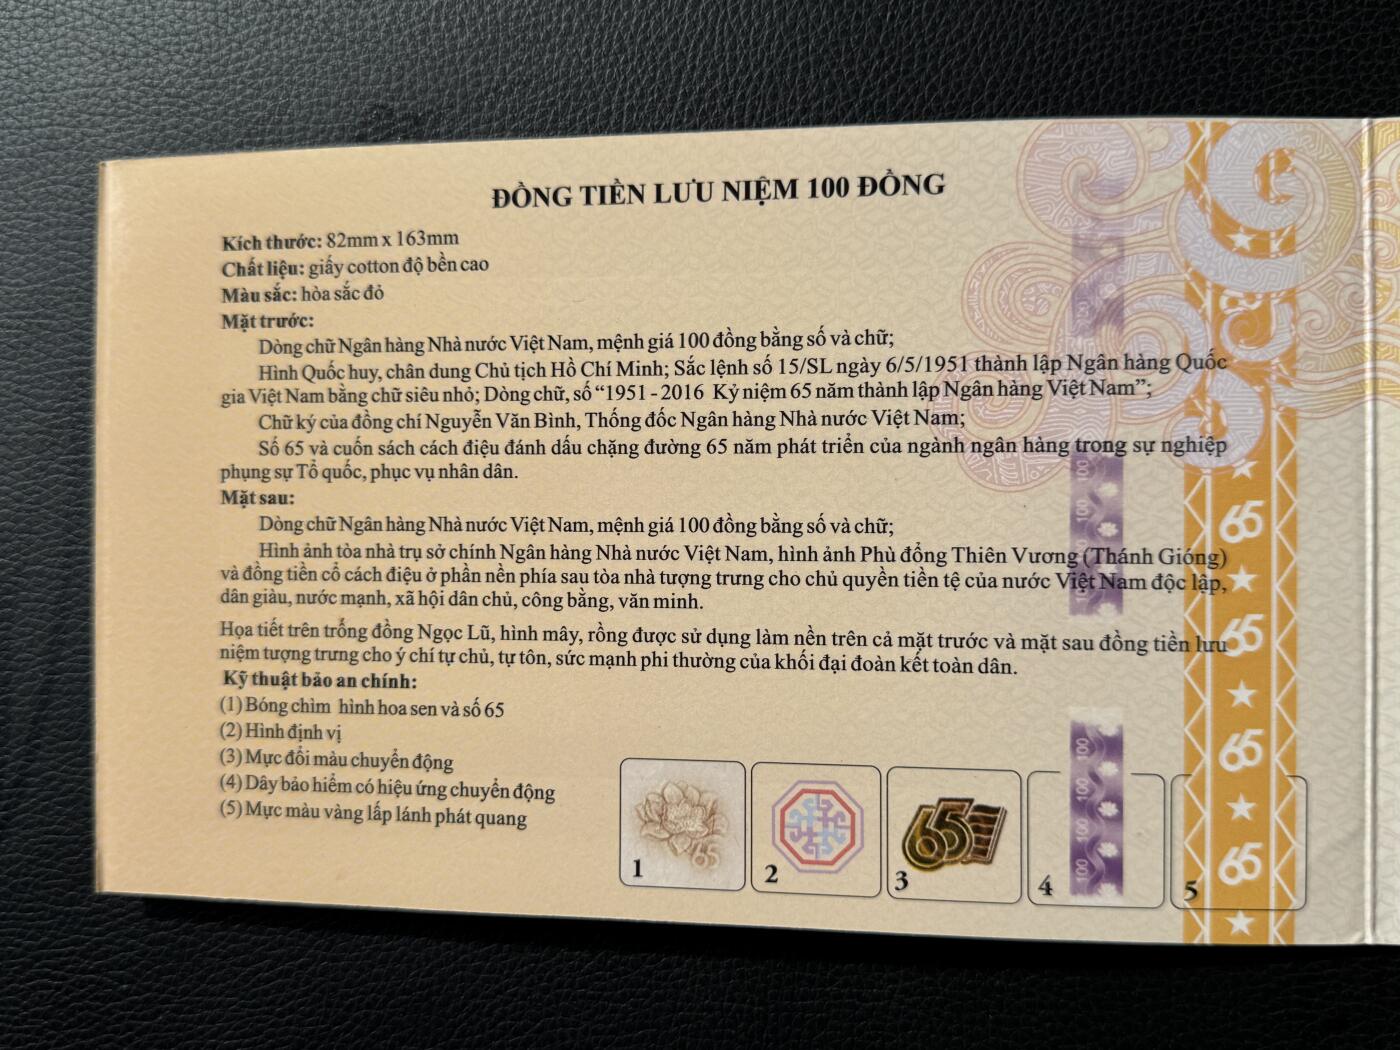 ĐỒNG TIỀN LƯU NIỆM 100 ĐỒNG
Kích thước: 82mm x 163mm
Chất liệu: giấy cotton độ bền cao
Màu sắc: hòa sắc đỏ
Mặt trước:
Dòng chữ Ngân hàng Nhà nước Việt Nam, mệnh giá 100 đồng bằng số và chữ;
Hình Quốc huy, chân dung Chủ tịch Hồ Chí Minh; Sắc lệnh số 15/SL ngày 6/5/1951 thành lập Ngân hàng Quốc
gia Việt Nam bằng chữ siêu nhỏ; Dòng chữ, số “1951 - 2016 Kỷ niệm 65 năm thành lập Ngân hàng Việt Nam”;
Chữ ký của đồng chí Nguyễn Văn Bình, Thống đốc Ngân hàng Nhà nước Việt Nam;
Số 65 và cuốn sách cách điệu đánh dấu chặng đường 65 năm phát triển của ngành ngân hàng trong sự nghiệp
phụng sự Tổ quốc, phục vụ nhân dân.
Mặt sau:
Dòng chữ Ngân hàng Nhà nước Việt Nam, mệnh giá 100 đồng bằng số và chữ;
Hình ảnh tòa nhà trụ sở chính Ngân hàng Nhà nước Việt Nam, hình ảnh Phù đổng Thiên Vương (Thánh Gióng)
và đồng tiền cổ cách điệu ở phần nền phía sau tòa nhà tượng trưng cho chủ quyền tiền tệ của nước Việt Nam độc lập,
dân giàu, nước mạnh, xã hội dân chủ, công bằng, văn minh.
Họa tiết trên trống đồng Ngọc Lũ, hình mây, rồng được sử dụng làm nền trên cả mặt trước và mặt sau đồng tiền lưu
niệm tượng trưng cho ý chí tự chủ, tự tôn, sức mạnh phi thường của khối đại đoàn kết toàn dân.
Kỹ thuật bảo an chính:
(1) Bóng chìm hình hoa sen và số 65
(2) Hình định vị
(3) Mực đổi màu chuyển động
(4) Dây bảo hiểm có hiệu ứng chuyển động
(5) Mực màu vàng lấp lánh phát quang
65
1
2
65
3
100
100
4
5
100
100
65
65
65
65